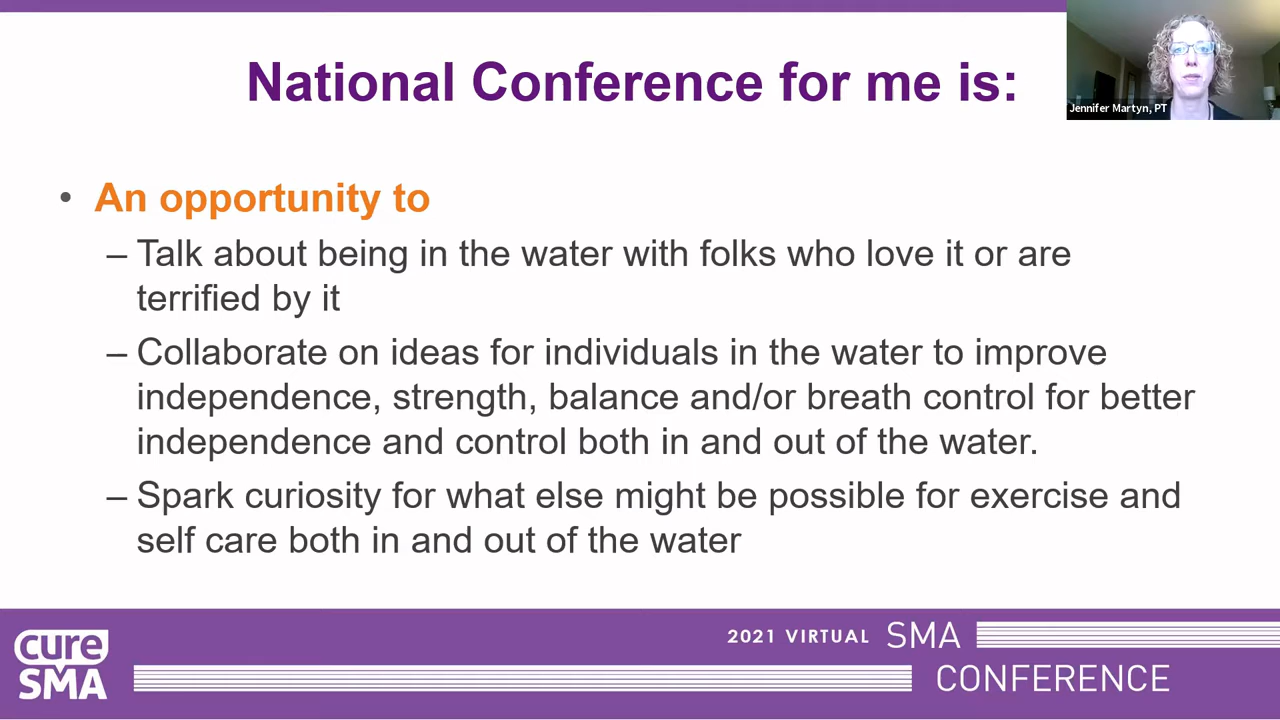 National Conference for me is:
Jennifer Martyn, PT
• An opportunity to
– Talk about being in the water with folks who love it or are
terrified by it
– Collaborate on ideas for individuals in the water to improve
independence, strength, balance and/or breath control for better
independence and control both in and out of the water.
– Spark curiosity for what else might be possible for exercise and
self care both in and out of the water
cure
SMA
2021 VIRTUAL SMA
CONFERENCE